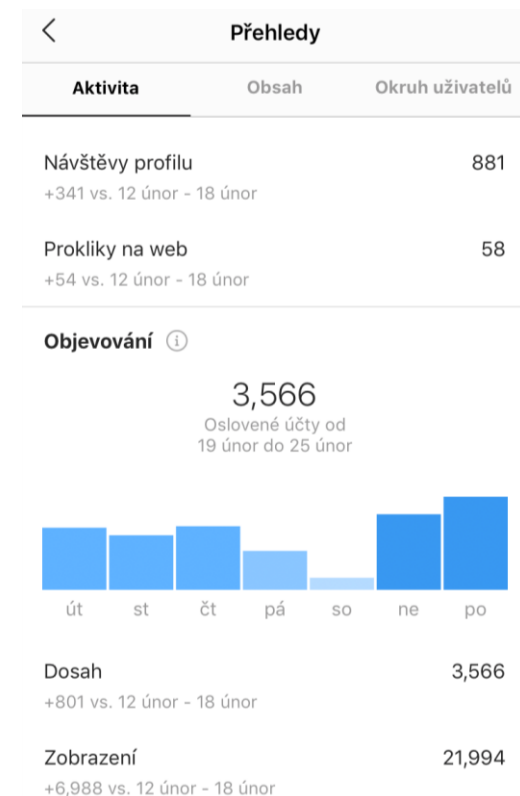 Přehledy
Aktivita Obsah Okruh uživatelů
Návštěvy profilu 881
+341 vs. 12 únor - 18 únor
Prokliky na web 58
+54 vs. 12 únor - 18 únor
Objevování
3,566
Oslovené účty od
19 únor do 25 únor
út st čt pá so ne po
Dosah 3,566
+801 vs. 12 únor - 18 únor
Zobrazení 21,994
+6,988 vs. 12 únor - 18 únor